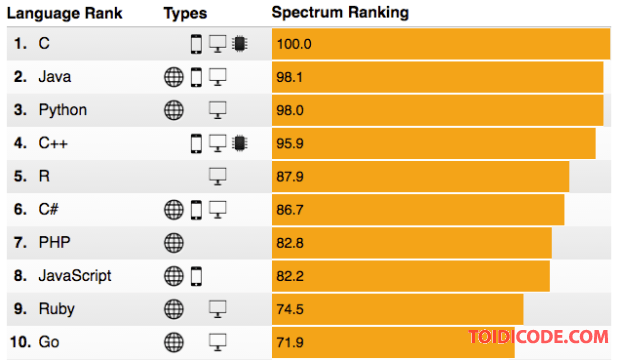 Language Rank Types Spectrum Ranking
1. C 100.0
2. Java 98.1
3. Python 98.0
4. C++ 95.9
5. R 87.9
6. C# 86.7
7. PHP 82.8
8. JavaScript 82.2
9. Ruby 74.5
10. Go 71.9
TOIDICODE.COM